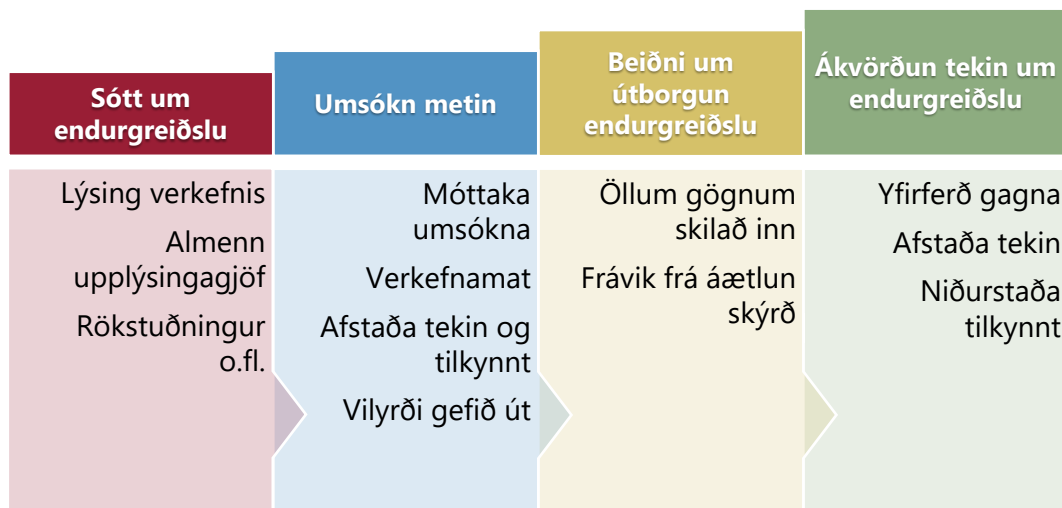 Sótt um
endurgreiðslu
Lýsing verkefnis
Almenn
upplýsingagjöf
Rökstuðningur
o.fl.
Umsókn metin
Móttaka
umsókna
Verkefnamat
Afstaða tekin og
tilkynnt
Vilyrði gefið út
Beiðni um
útborgun
endurgreiðslu
Öllum gögnum
skilað inn
Frávik frá áætlun
skýrð
Ákvörðun tekin um
endurgreiðslu
Yfirferð gagna
Afstaða tekin
Niðurstaða
tilkynnt